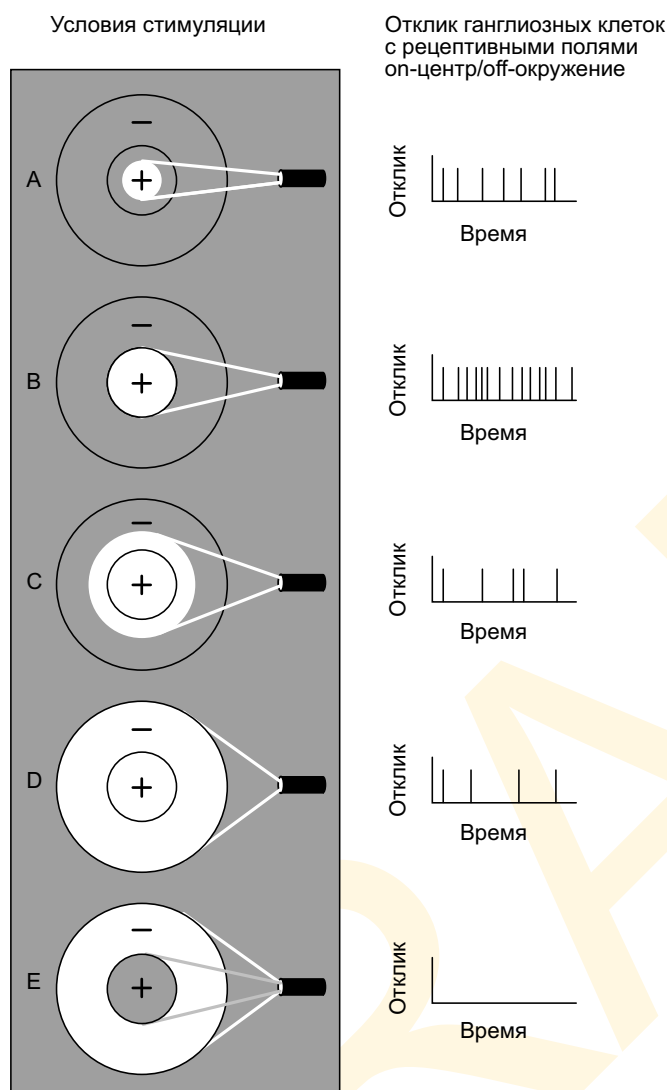 Условия стимуляции
Отклик ганглиозных клеток
с рецептивными полями
on-центр/off-окружение
A
−
+
Отклик
Время
B
−
+
Отклик
Время
C
−
+
Отклик
Время
D
−
+
Отклик
Время
E
−
+
Отклик
Время